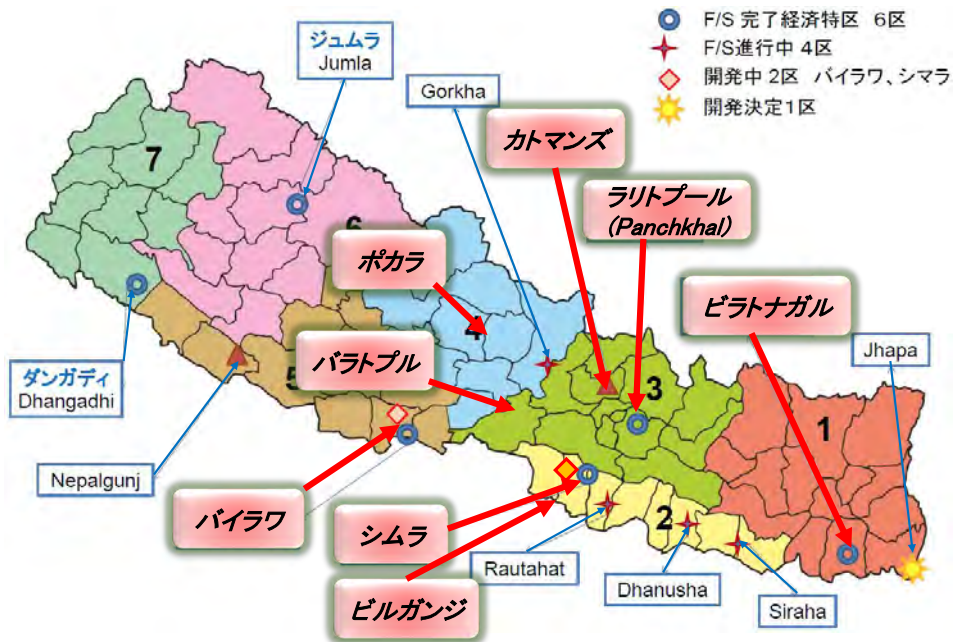 F/S 完了経済特区 6区
F/S進行中 4区
開発中 2区 バイラワ、シマラ
開発決定1区
ジュムラ
Jumla
Gorkha
カトマンズ
ラリトプール
(Panchkhal)
ポカラ
ビラトナガル
バラトプル
Jhapa
ダンガディ
Dhangadhi
Nepalgunj
バイラワ
シムラ
ビルガンジ
Rautahat
Dhanusha
Siraha
7
6
4
5
3
1
2